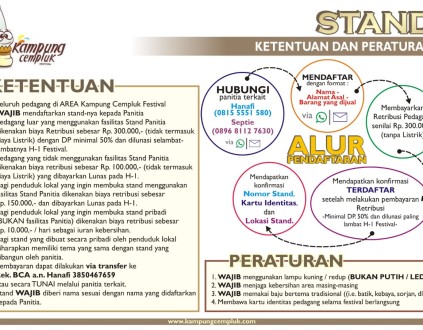 Kampung
cempluk
FESTIVAL
STAND
KETENTUAN DAN PERATURA
KETENTUAN
eluruh pedagang di AREA Kampung Cempluk Festival
WAJIB mendaftarkan stand-nya kepada Panitia
edagang luar yang menggunakan fasilitas Stand Panitia
dikenakan biaya Retribusi sebesar Rp. 300.000,- (tidak termasuk
iaya Listrik) dengan DP minimal 50% dan dilunasi selambat-
ambatnya H-1 Festival.
edagang yang tidak menggunakan fasilitas Stand Panitia
dikenakan biaya retribusi sebesar Rp. 100.000,- (tidak termasuk
iaya Listrik) yang dibayarkan Lunas pada H-1.
agi penduduk lokal yang ingin membuka stand menggunakan
asilitas Stand Panitia dikenakan biaya retribusi sebesar
p. 150.000,- dan dibayarkan Lunas pada H-1.
agi penduduk lokal yang ingin membuka stand pribadi
BUKAN fasilitas Panitia) dikenakan biaya retribusi sebesar
p. 10.000,- / hari sebagai iuran kebersihan.
agi stand yang dibuat secara pribadi oleh penduduk lokal
iharapkan memiliki tema yang sama dengan stand yang
ibangun oleh panitia.
embayaran dapat dilakukan via transfer ke
ek. BCA a.n. Hanafi 3850467659
tau secara TUNAI melalui panitia terkait.
tand WAJIB diberi nama sesuai dengan nama yang didaftarkan
epada Panitia.
HUBUNGI
panitia terkait
Hanafi
(0815 5551 580)
Septie
(0896 8112 7630)
via
MENDAFTAR
dengan format :
Nama -
Alamat Asal -
Barang yang dijual
via
Membayarkan
Retribusi Pedaga
senilai Rp. 300.0
(tanpa Listrik)
ALUR
PENDAFTARAN
Mendapatkan
konfirmasi
Nomor Stand,
Kartu Identitas,
dan
Lokasi Stand.
Mendapatkan konfirmasi
TERDAFTAR
setelah melakukan pembayaran
Retribusi
-Minimal DP. 50% dan dilunasi paling
lambat H-1 Festival-
PERATURAN
1. WAJIB menggunakan lampu kuning / redup (BUKAN PUTIH / LED
2. WAJIB menjaga kebersihan area masing-masing
3. WAJIB memakai baju bertema tradisional (i.e. batik, kebaya, sorjan, d
4. Membawa kartu identitas pedagang selama festival berlangsung
www.kampungcempluk.com